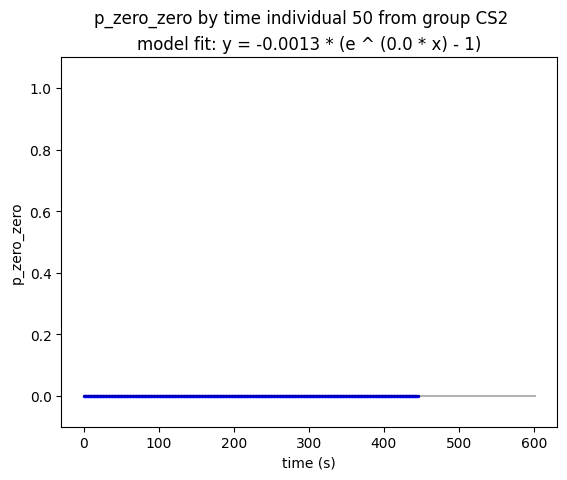 p_zero_zero by time individual 50 from group CS2
model fit: y = -0.0013 * (e ^ (0.0 * x) - 1)
1.0
0.8
0.6
0.4
0.2
0.0
p_zero_zero
0 100 200 300 400 500 600
time (s)